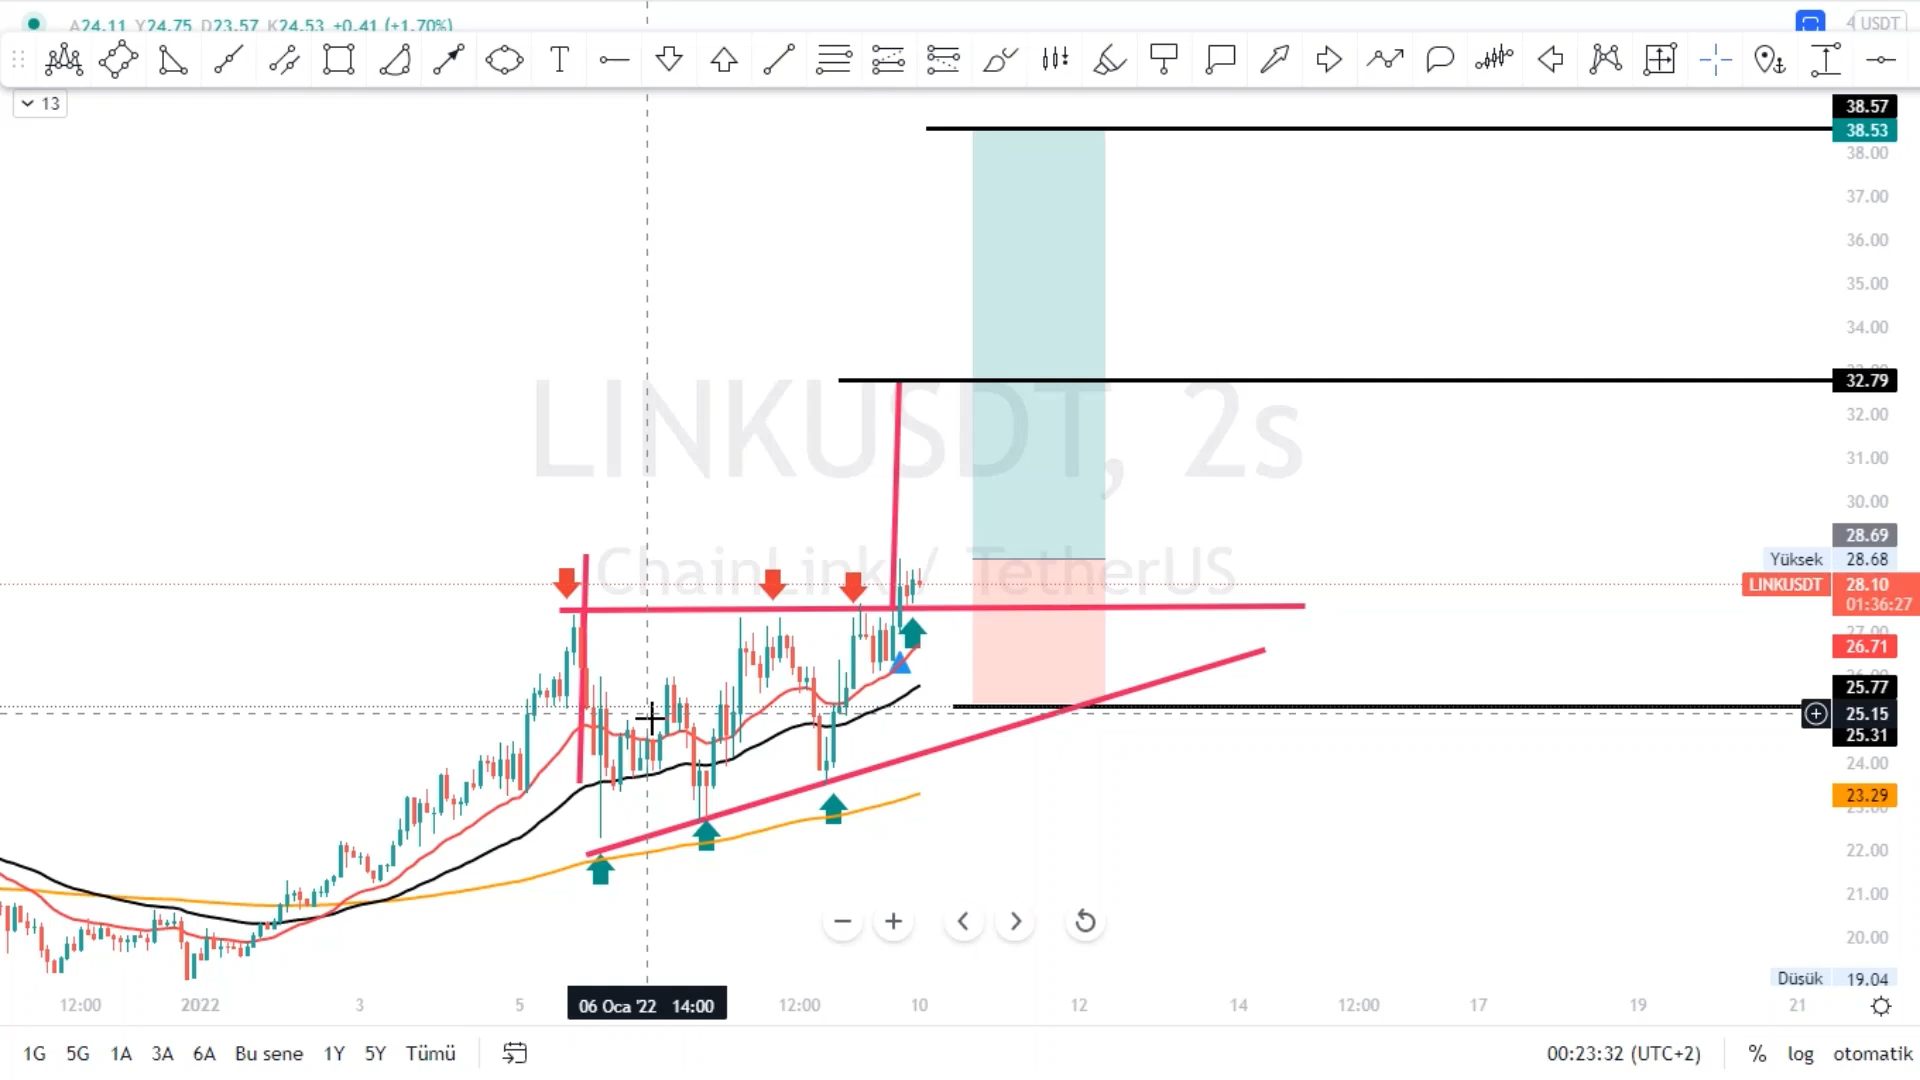 A24.11 Y24.75 D23.57 K24.53 +0.41 (+1.70%)
4 USDT
T
13
38.57
38.53
38.00
37.00
36.00
35.00
34.00
32.79
32.00
31.00
30.00
28.69
Yüksek 28.68
LINKUSDT 28.10
01:36:27
27.00
26.71
25.77
25.15
25.31
24.00
23.29
22.00
21.00
20.00
Düşük 19.04
LINKUSDT, 2s
ChainLink / TetherUS
12:00 2022 3 5 06 Oca '22 14:00 12:00 10 12 14 12:00 17 19 21
1G 5G 1A 3A 6A Bu sene 1Y 5Y Tümü 00:23:32 (UTC+2) % log otomatik